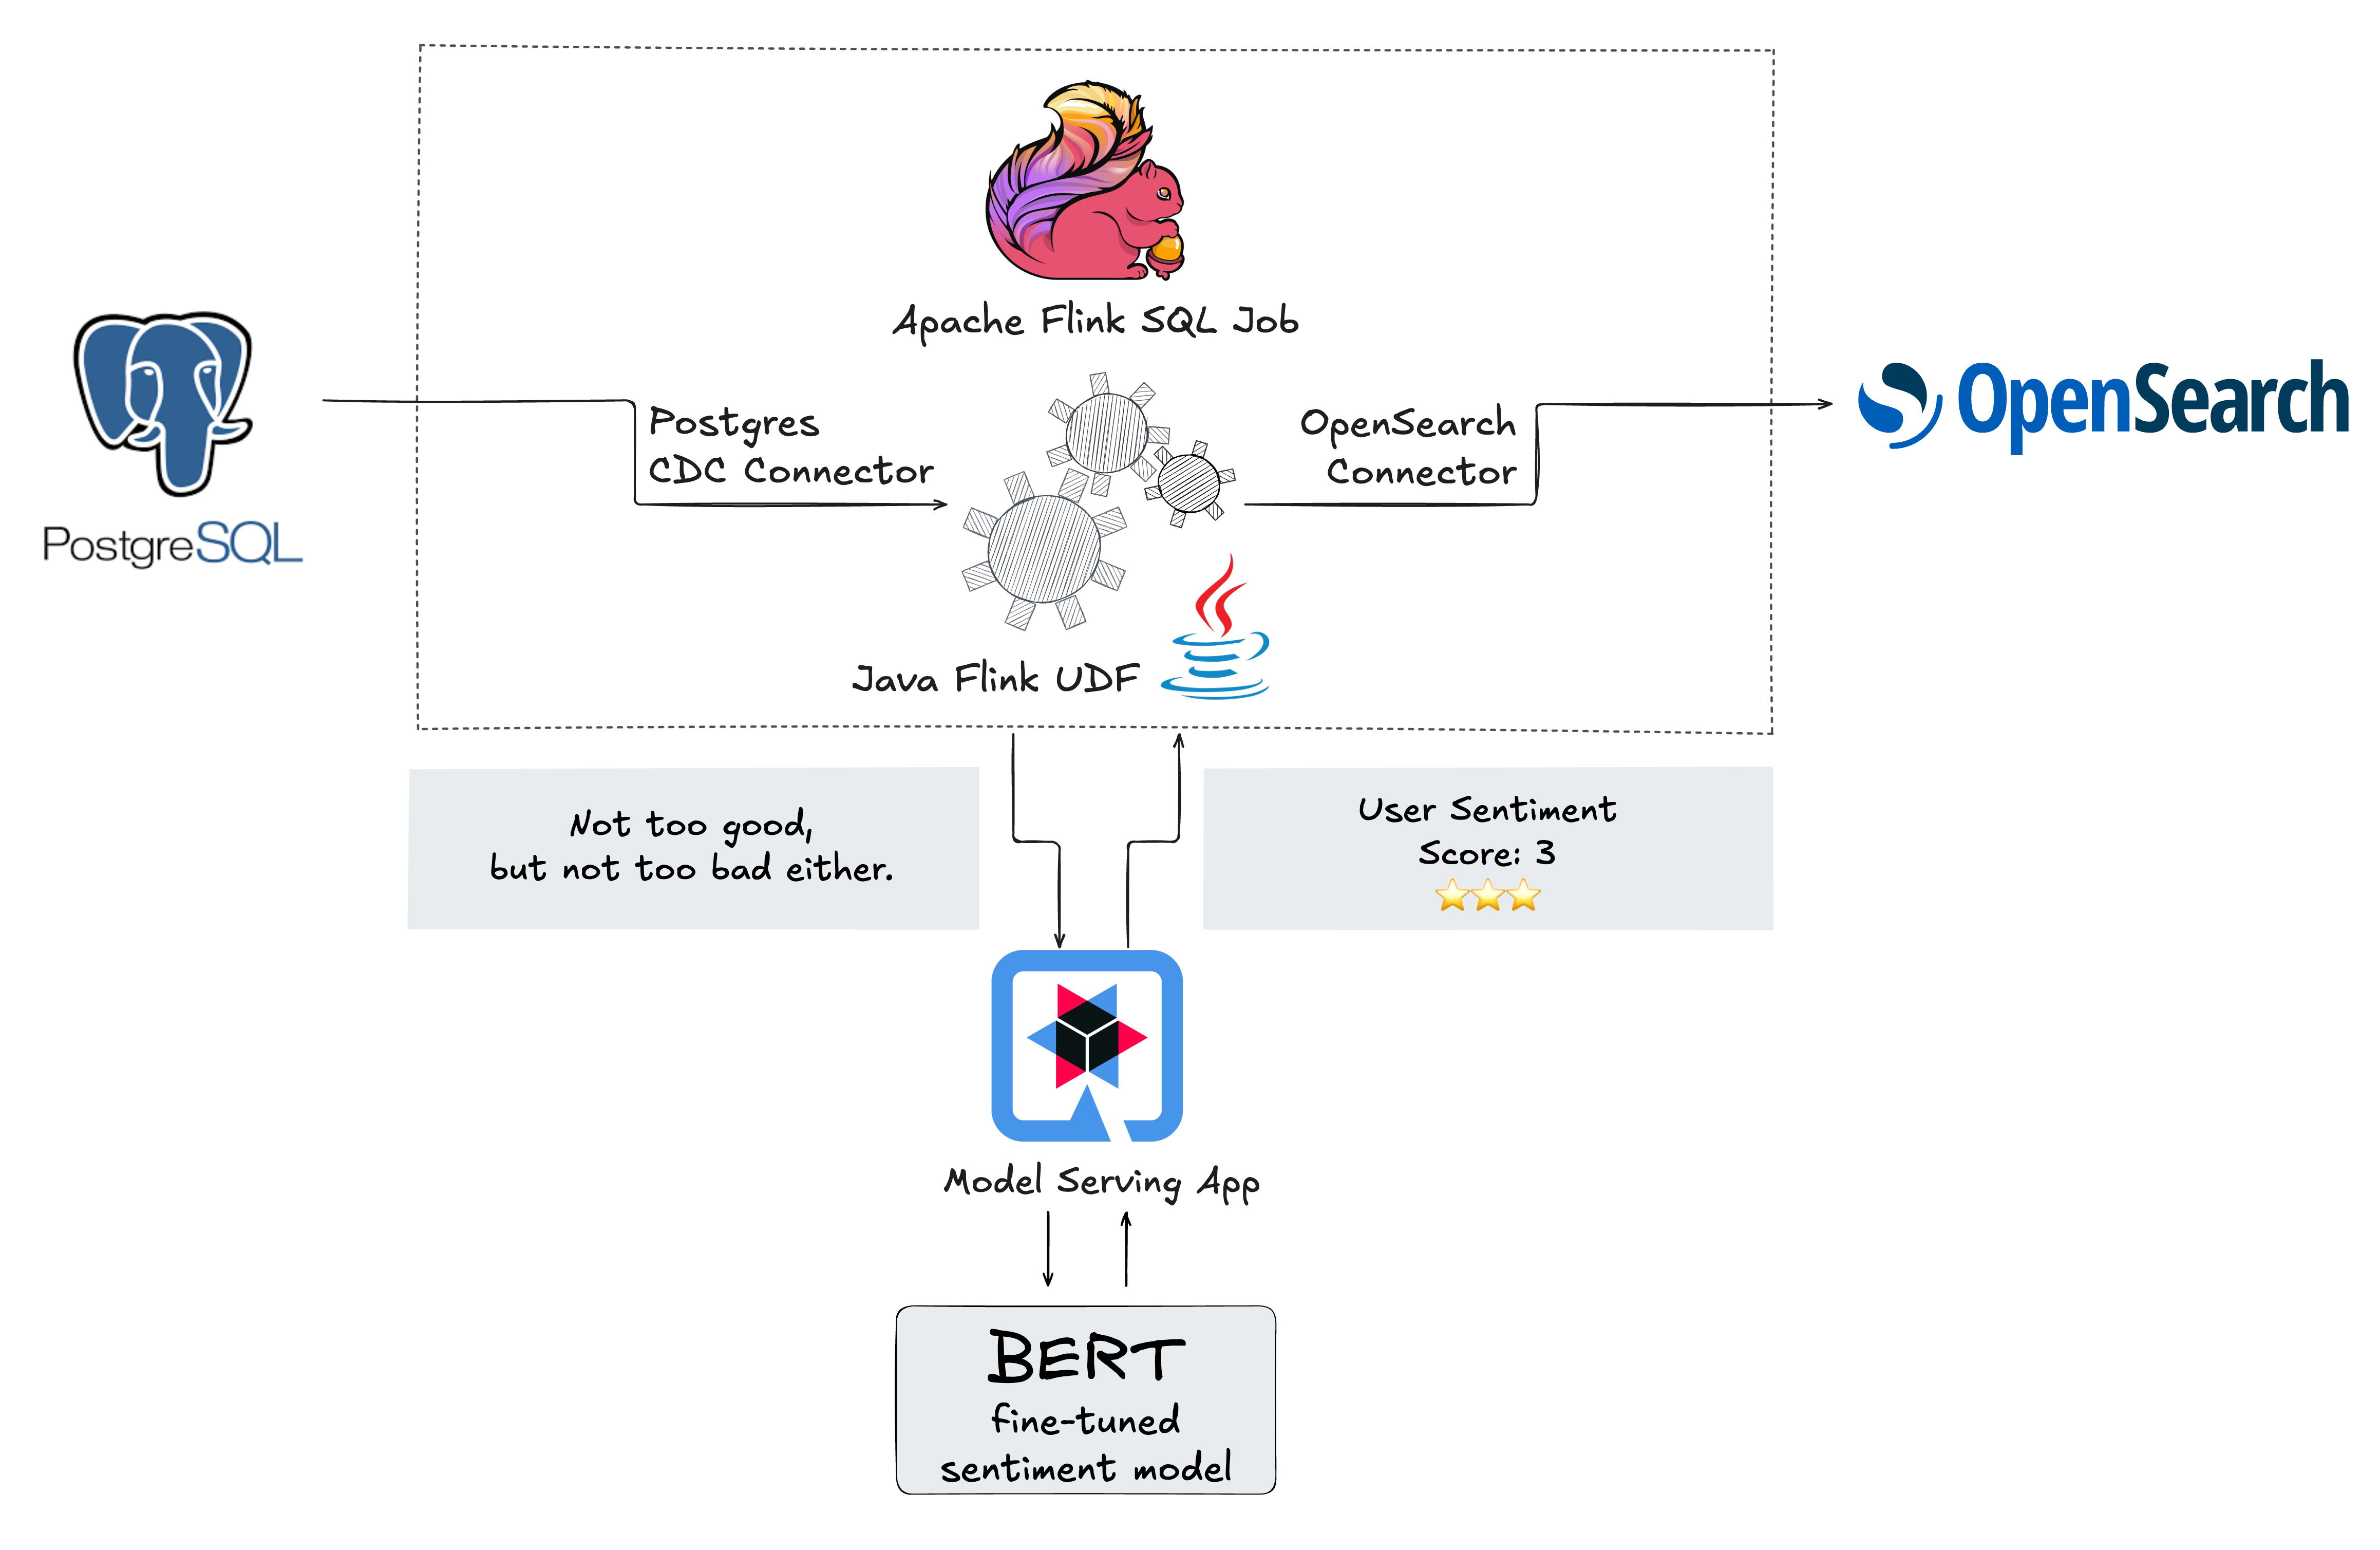 Apache Flink SQL Job
PostgreSQL
Postgres
CDC Connector
OpenSearch
Connector
OpenSearch
Java Flink UDF
Not too good,
but not too bad either.
User Sentiment
Score: 3
Model Serving App
BERT
fine-tuned
sentiment model